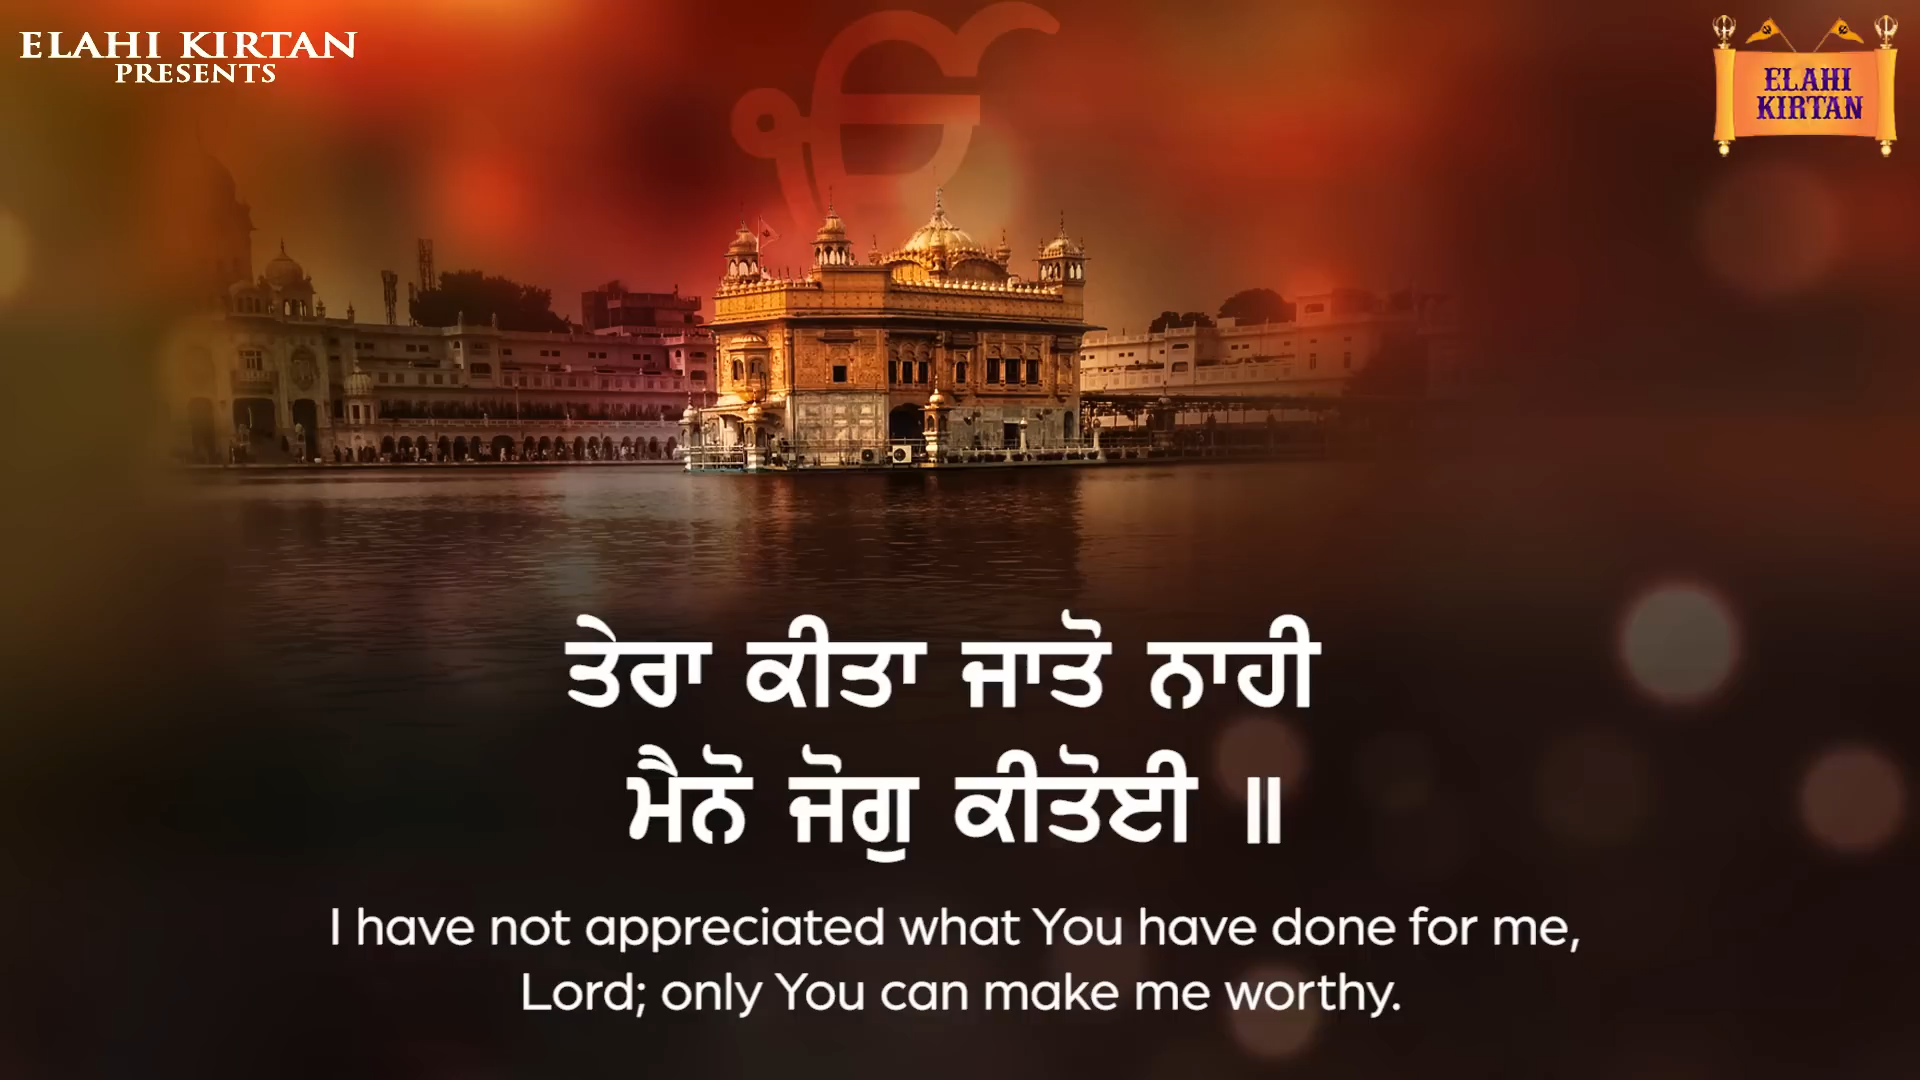 ELAHI KIRTAN
PRESENTS
ELAHI
KIRTAN
ਤੇਰਾ ਕੀਤਾ ਜਾਤੋ ਨਾਹੀ
ਮੈਨੋ ਜੋਗੁ ਕੀਤੋਈ ॥
I have not appreciated what You have done for me,
Lord; only You can make me worthy.